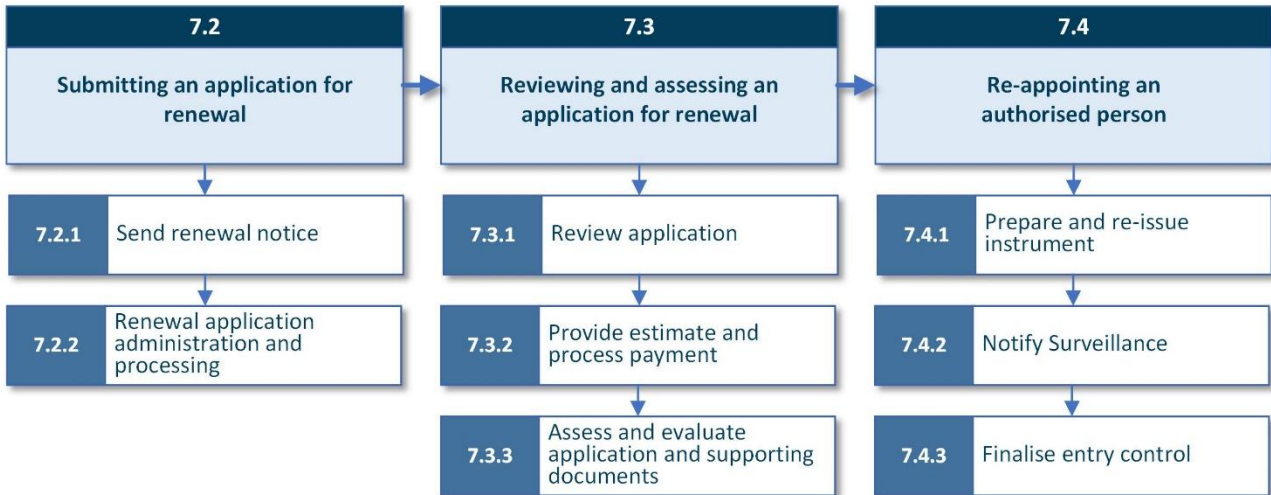 7.2
Submitting an application for
renewal
7.2.1
Send renewal notice
7.2.2
Renewal application
administration and
processing
7.3
Reviewing and assessing an
application for renewal
7.3.1
Review application
7.3.2
Provide estimate and
process payment
7.3.3
Assess and evaluate
application and supporting
documents
7.4
Re-appointing an
authorised person
7.4.1
Prepare and re-issue
instrument
7.4.2
Notify Surveillance
7.4.3
Finalise entry control